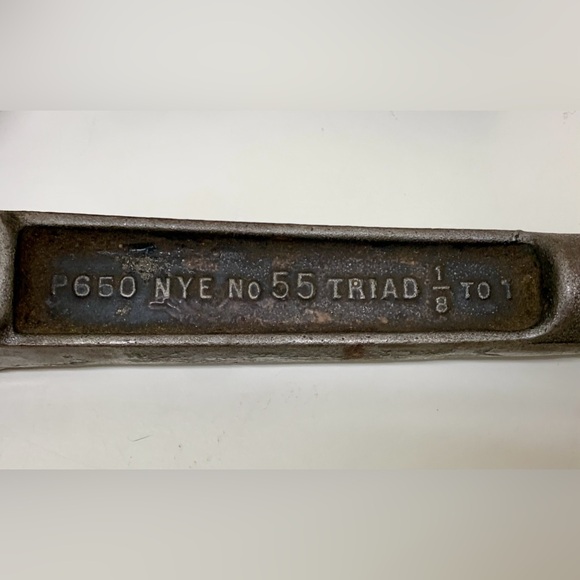 P650 NYE No 55 TRIAD 1/8 TO 1